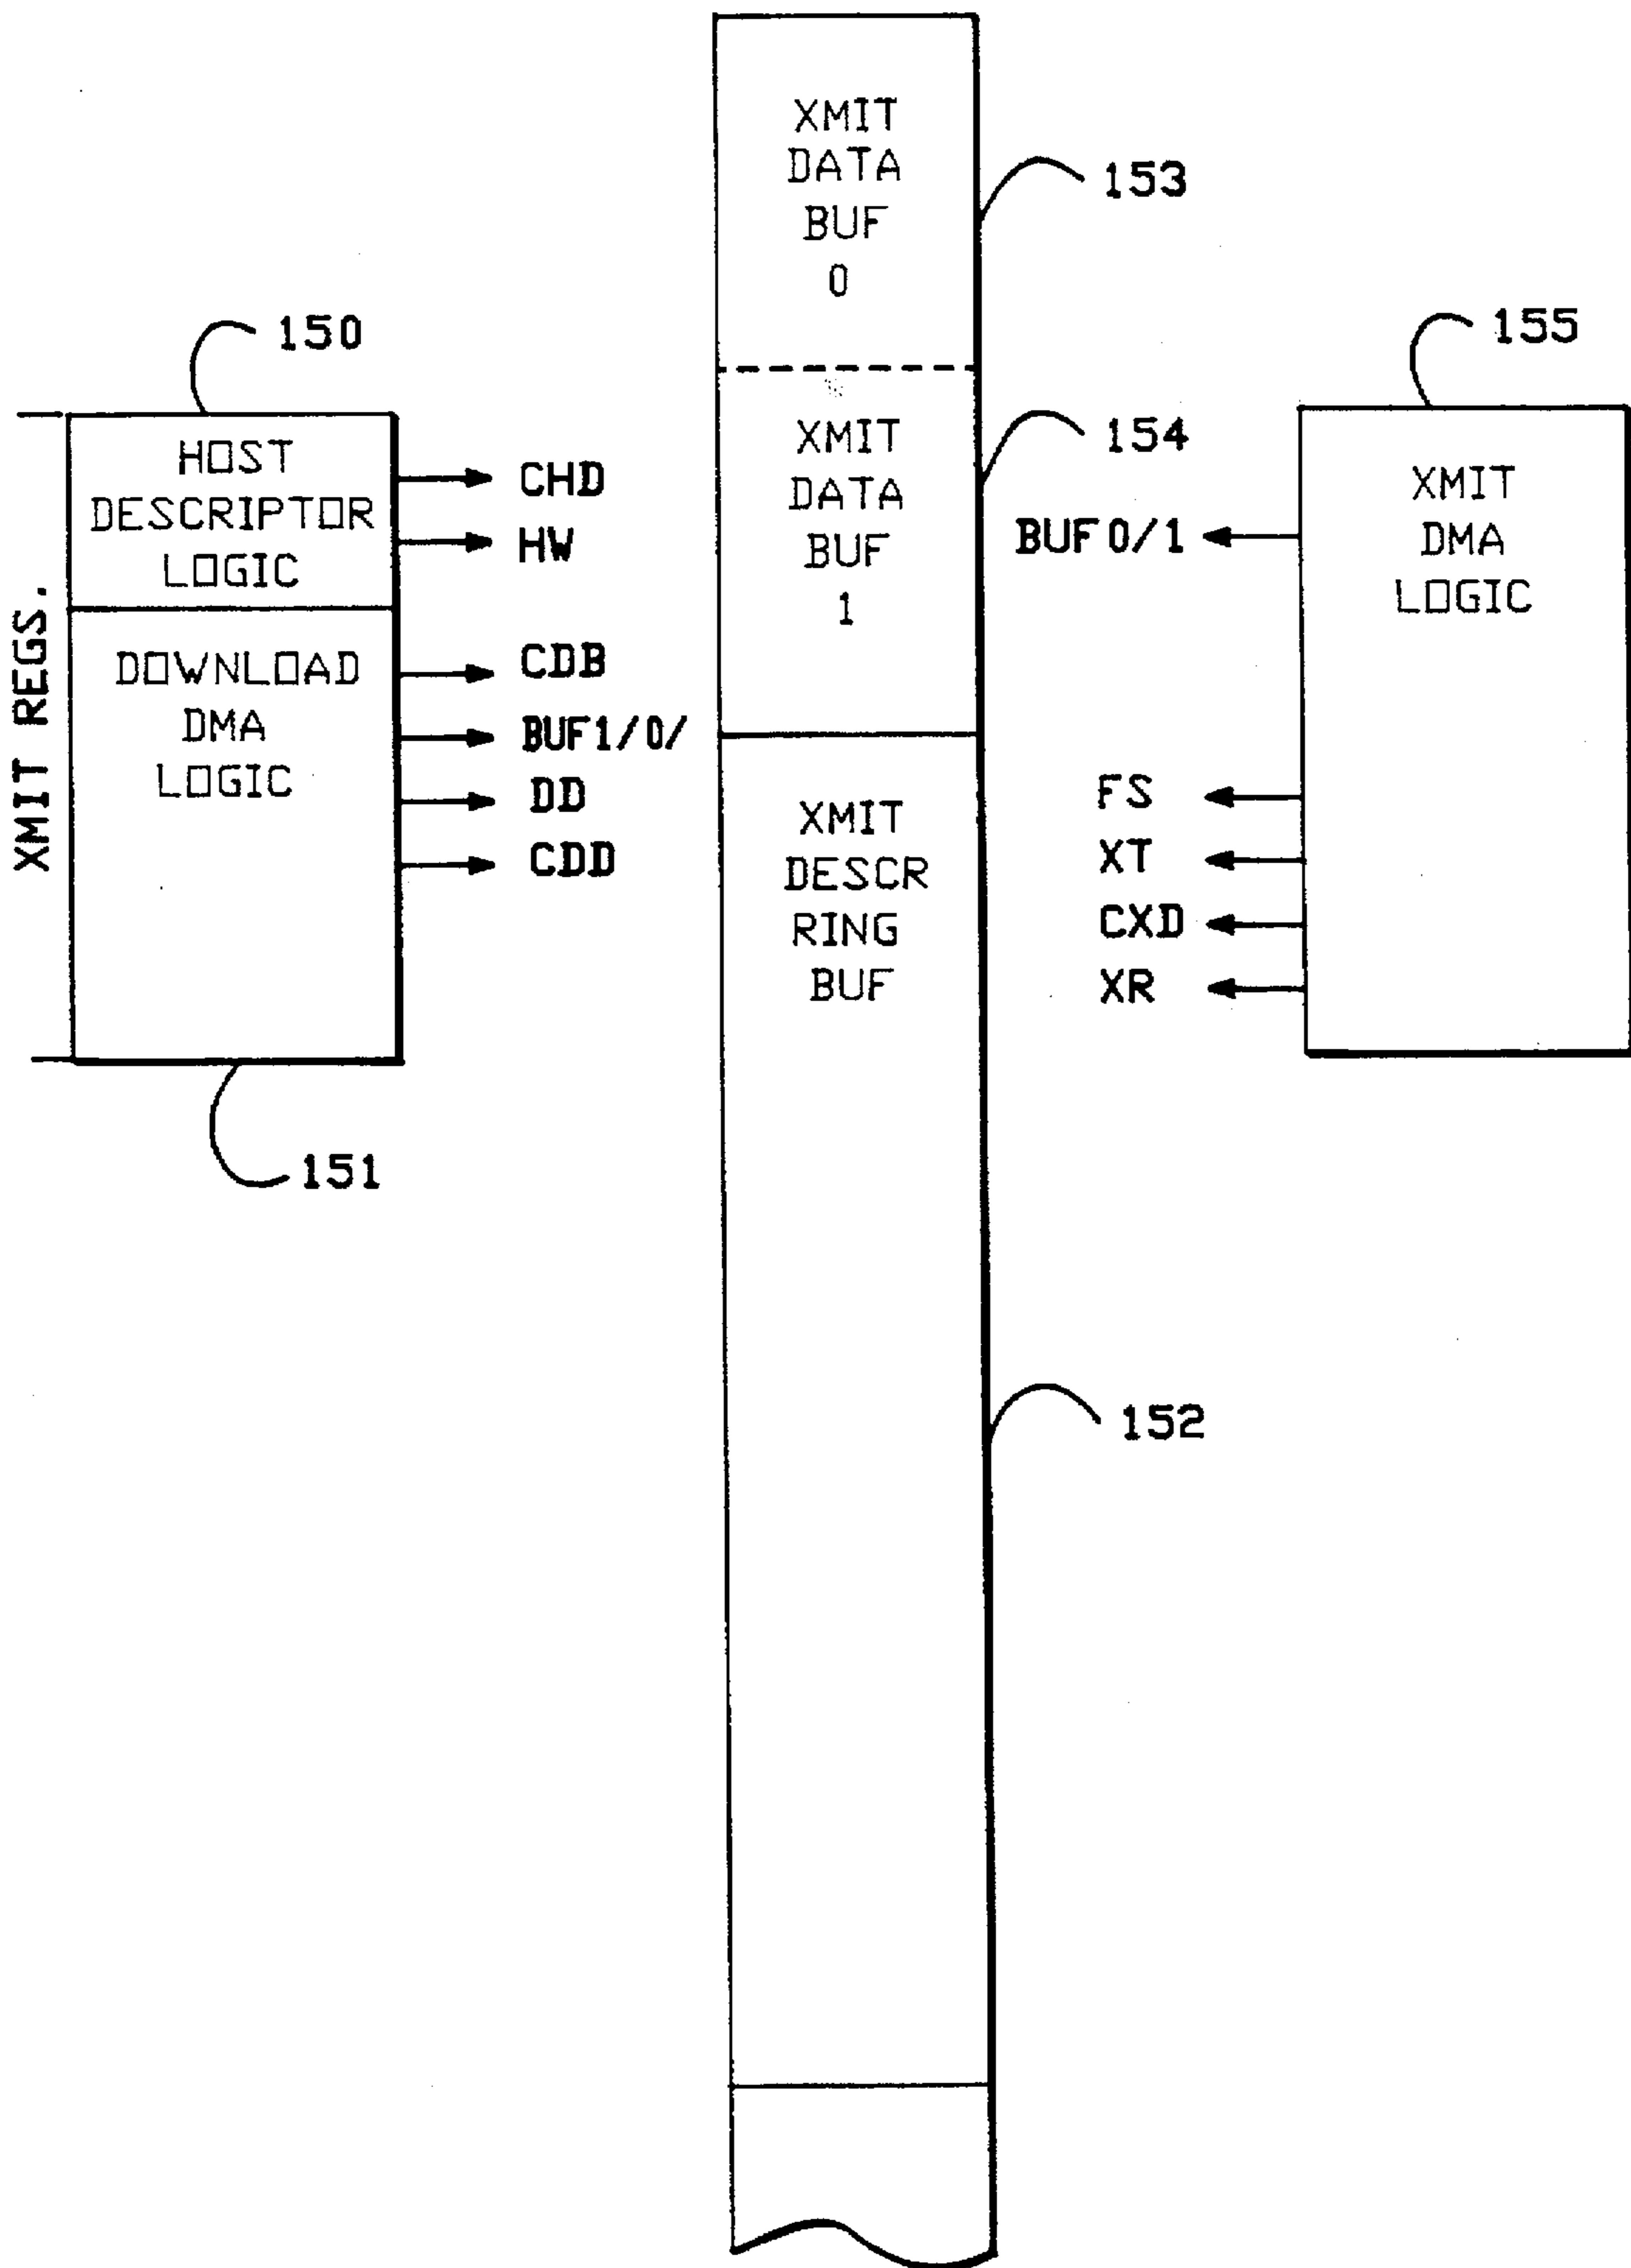 XMIT REGS.
150
HOST
DESCRIPTOR
LOGIC
DOWNLOAD
DMA
LOGIC
151
CHD
HW
CDB
BUF1/0/
DD
CDD
XMIT
DATA
BUF
0
153
XMIT
DATA
BUF
1
154
XMIT
DESCR
RING
BUF
152
BUF0/1
FS
XT
CXD
XR
155
XMIT
DMA
LOGIC